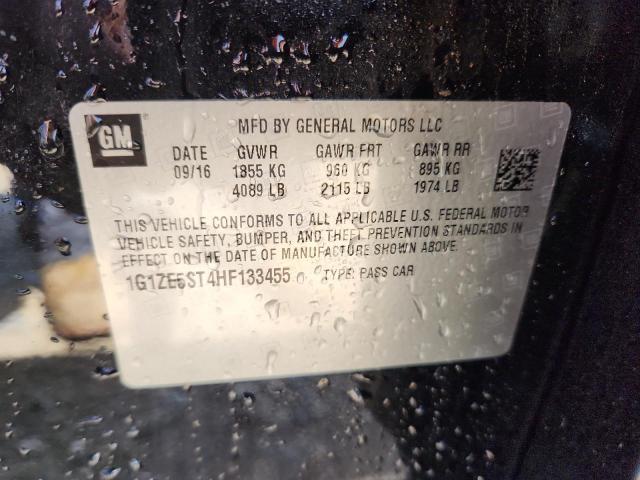 GM
MFD BY GENERAL MOTORS LLC
DATE GVWR GAWR FRT GAWR RR
09/16 1855 KG 960 KG 895 KG
4089 LB 2115 LB 1974 LB
THIS VEHICLE CONFORMS TO ALL APPLICABLE U.S. FEDERAL MOTOR
VEHICLE SAFETY, BUMPER, AND THEFT PREVENTION STANDARDS IN
EFFECT ON THE DATE OF MANUFACTURE SHOWN ABOVE.
1G1ZE5ST4HF133455 TYPE: PASS CAR